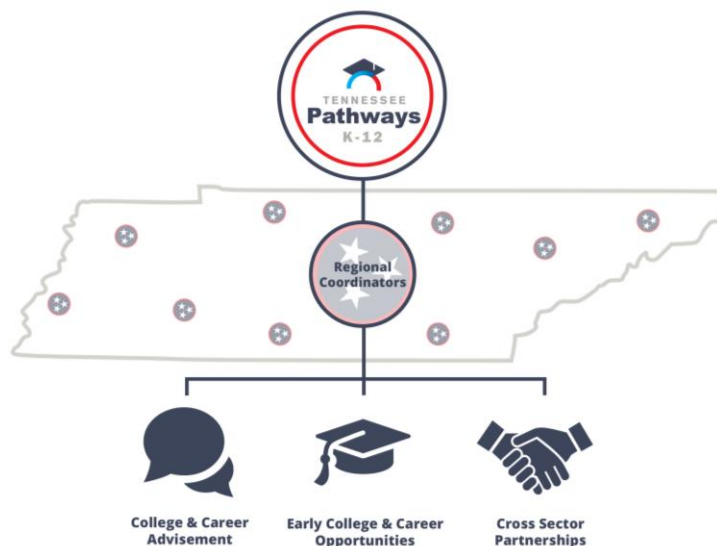 TENNESSEE
Pathways
K-12
Regional
Coordinators
College & Career
Advisement
Early College & Career
Opportunities
Cross Sector
Partnerships